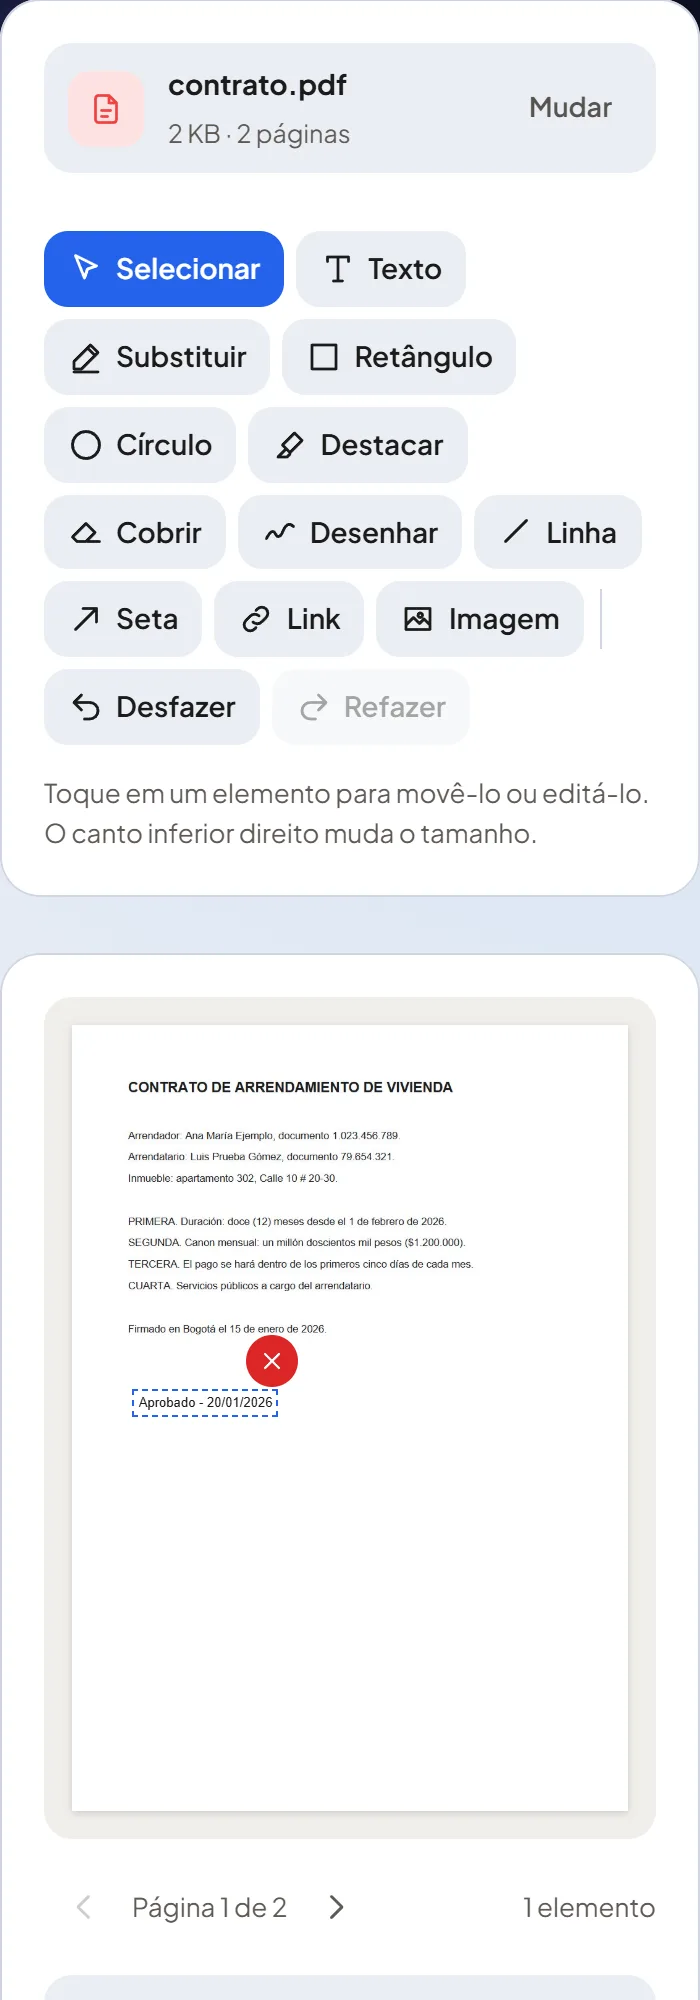 contrato.pdf
2 KB · 2 páginas
Mudar
Selecionar
Texto
Substituir
Retângulo
Círculo
Destacar
Cobrir
Desenhar
Linha
Seta
Link
Imagem
Desfazer
Refazer
Toque em um elemento para movê-lo ou editá-lo.
O canto inferior direito muda o tamanho.
CONTRATO DE ARRENDAMIENTO DE VIVIENDA
Arrendador: Ana María Ejemplo, documento 1.023.456.789.
Arrendatario: Luis Prueba Gómez, documento 79.654.321.
Inmueble: apartamento 302, Calle 10 # 20-30.
PRIMERA. Duración: doce (12) meses desde el 1 de febrero de 2026.
SEGUNDA. Canon mensual: un millón doscientos mil pesos ($1.200.000).
TERCERA. El pago se hará dentro de los primeros cinco días de cada mes.
CUARTA. Servicios públicos a cargo del arrendatario.
Firmado en Bogotá el 15 de enero de 2026.
Aprobado - 20/01/2026
Página 1 de 2
1 elemento